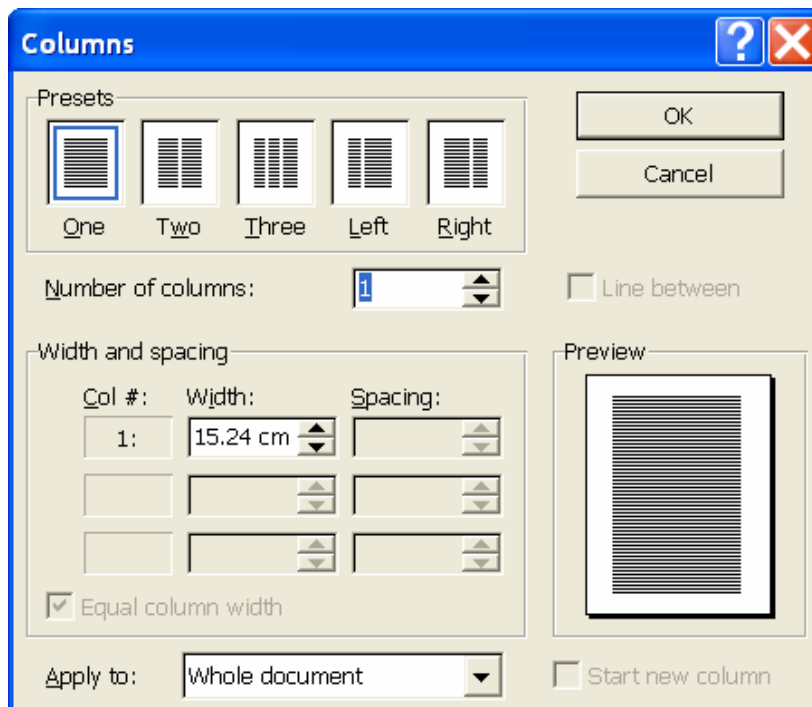 Columns
Presets
OK
Cancel
One Two Three Left Right
Number of columns: 1 Line between
Width and spacing Preview
Col #: Width: Spacing:
1: 15.24 cm
Equal column width
Apply to: Whole document Start new column